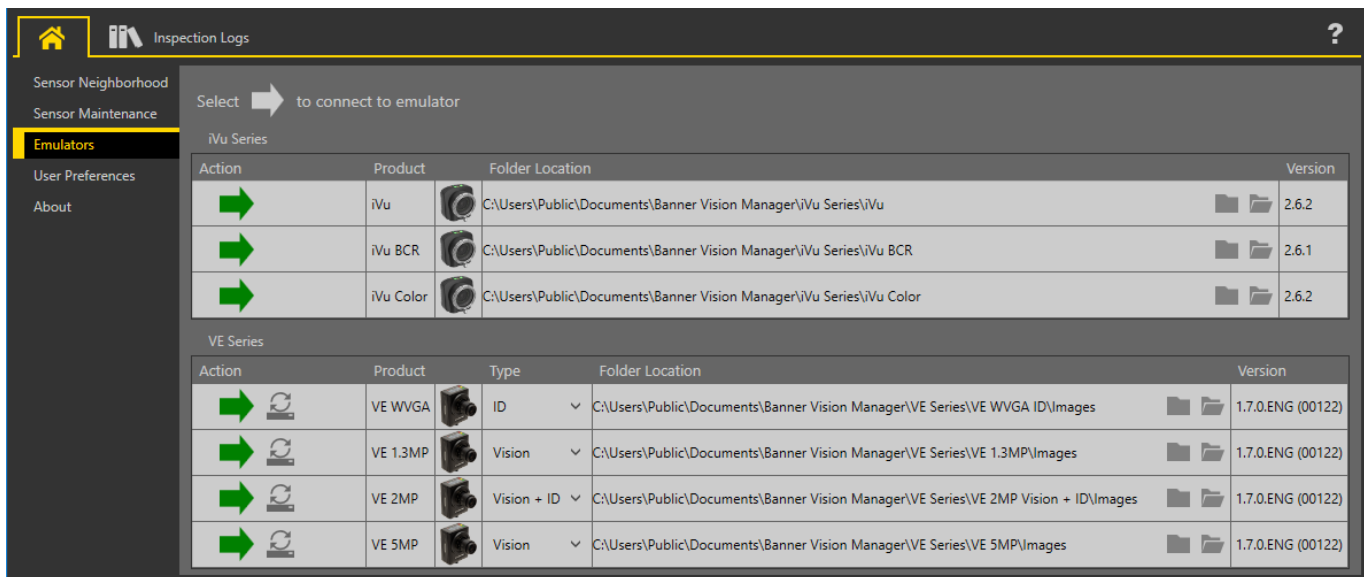 Inspection Logs
?
Sensor Neighborhood
Sensor Maintenance
Emulators
User Preferences
About
Select to connect to emulator
iVu Series
Action Product Folder Location Version
iVu C:\Users\Public\Documents\Banner Vision Manager\iVu Series\iVu 2.6.2
iVu BCR C:\Users\Public\Documents\Banner Vision Manager\iVu Series\iVu BCR 2.6.1
iVu Color C:\Users\Public\Documents\Banner Vision Manager\iVu Series\iVu Color 2.6.2
VE Series
Action Product Type Folder Location Version
VE WVGA ID C:\Users\Public\Documents\Banner Vision Manager\VE Series\VE WVGA ID\Images 1.7.0.ENG (00122)
VE 1.3MP Vision C:\Users\Public\Documents\Banner Vision Manager\VE Series\VE 1.3MP\Images 1.7.0.ENG (00122)
VE 2MP Vision + ID C:\Users\Public\Documents\Banner Vision Manager\VE Series\VE 2MP Vision + ID\Images 1.7.0.ENG (00122)
VE 5MP Vision C:\Users\Public\Documents\Banner Vision Manager\VE Series\VE 5MP\Images 1.7.0.ENG (00122)